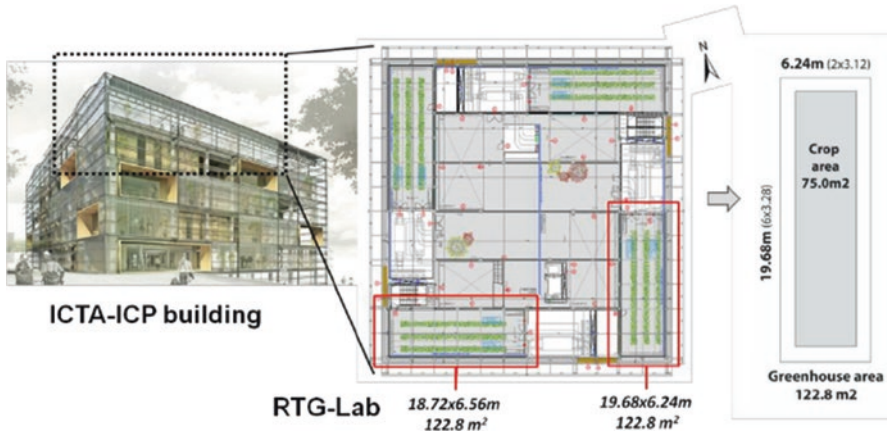 ICTA-ICP building
RTG-Lab
18.72x6.56m
122.8 m²
19.68x6.24m
122.8 m²
N
6.24m (2x3.12)
19.68m (6x3.28)
Crop
area
75.0m2
Greenhouse area
122.8 m2